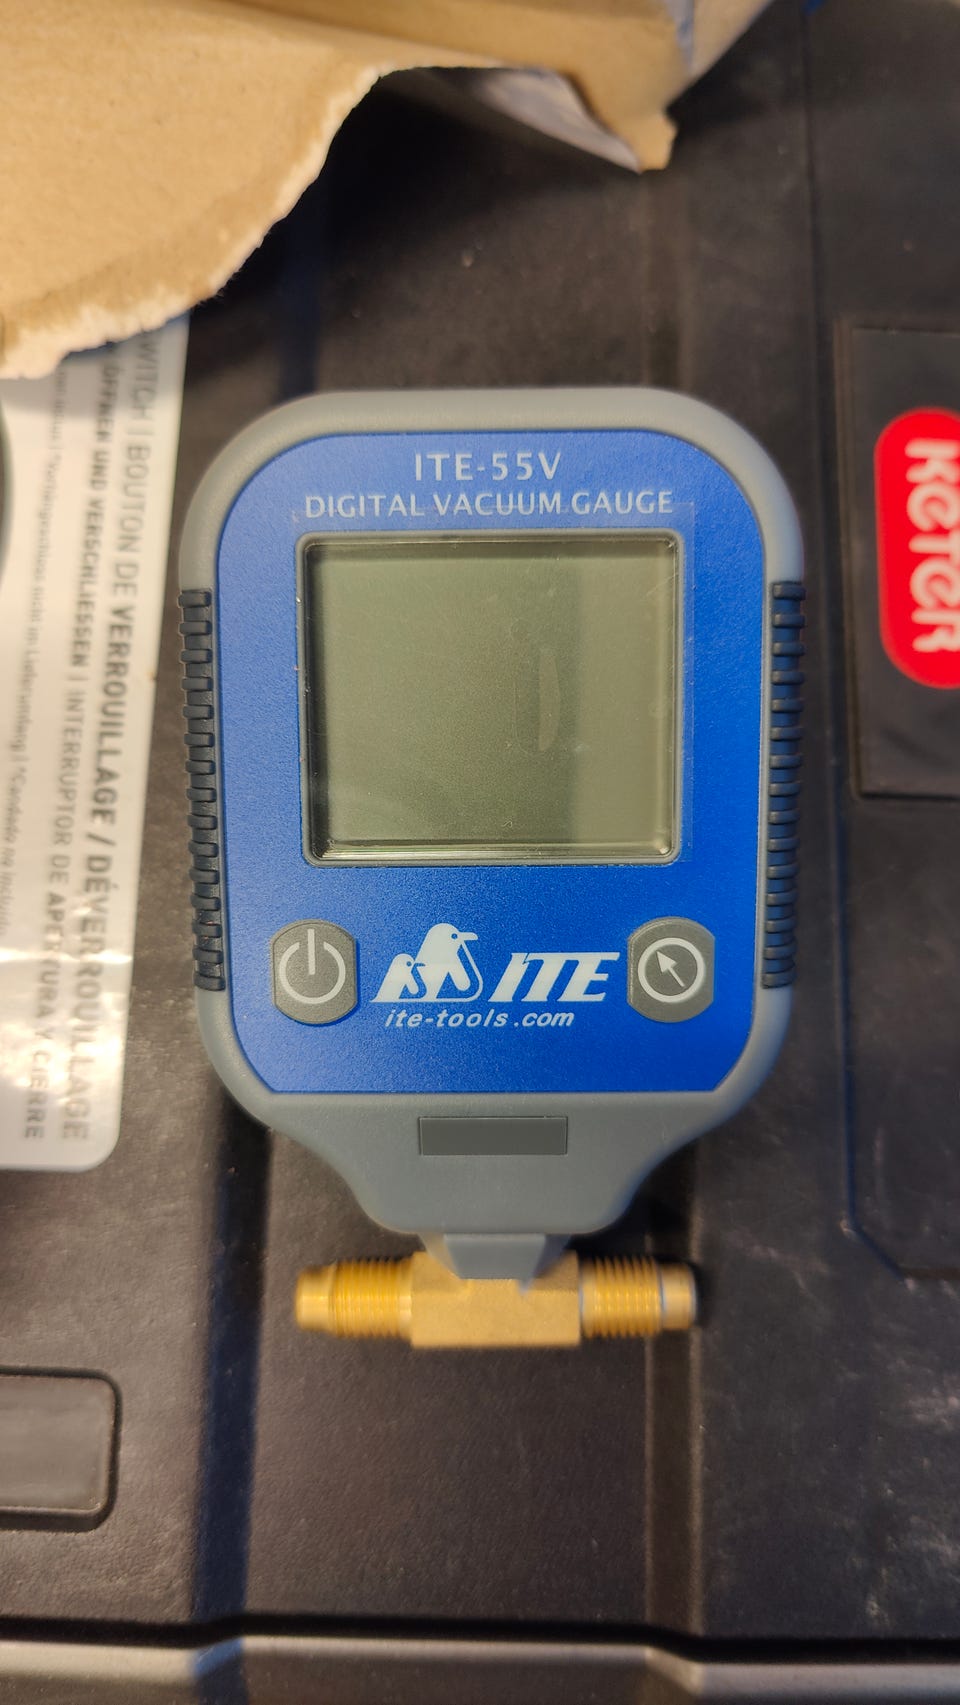 ITE-55V
DIGITAL VACUUM GAUGE
ITE
ite-tools.com
KETER
WITCH | BOUTON DE VERROUILLAGE / DÉVERROUILLAGE
ÖFFNEN UND VERSCHLIESSEN | INTERRUPTOR DE APERTURA Y CIERRE